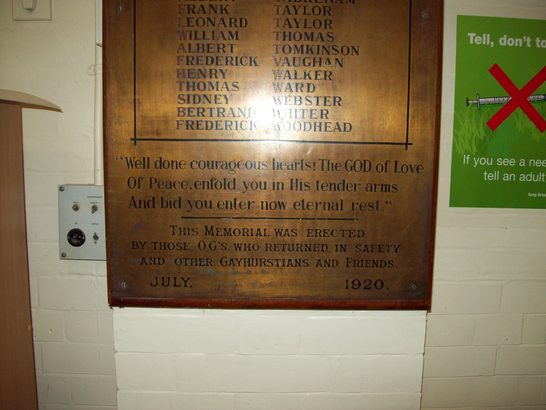 FRANK TAYLOR
LEONARD TAYLOR
WILLIAM THOMAS
ALBERT TOMKINSON
FREDERICK VAUGHAN
HENRY WALKER
THOMAS WARD
SIDNEY WEBSTER
BERTRAND WHITER
FREDERICK WOODHEAD
"Well done courageous hearts! The GOD of Love
Of Peace, enfold you in His tender arms
And bid you enter now eternal rest."
THIS MEMORIAL WAS ERECTED
BY THOSE O.G'S. WHO RETURNED IN SAFETY
AND OTHER GAYHURSTIANS AND FRIENDS.
JULY. 1920.
Tell, don't to
If you see a nee
tell an adult